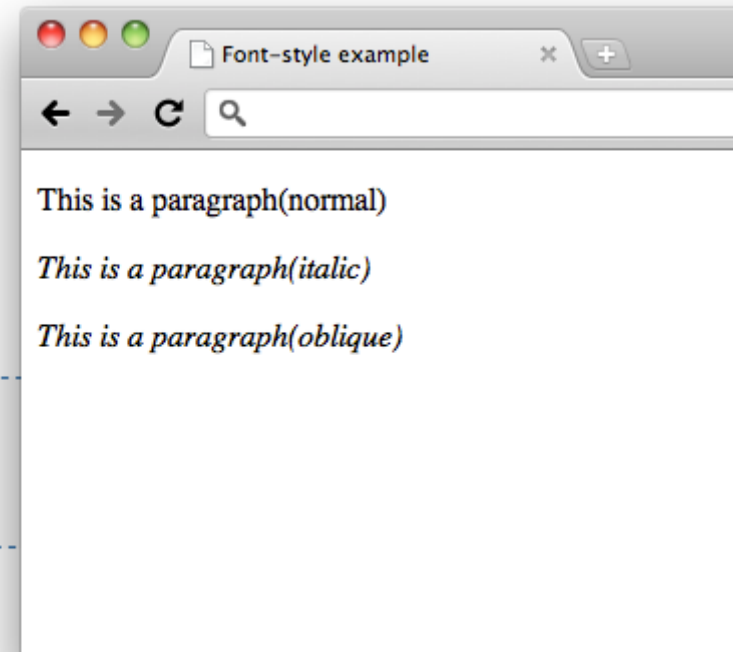 Font-style example
This is a paragraph(normal)
This is a paragraph(italic)
This is a paragraph(oblique)